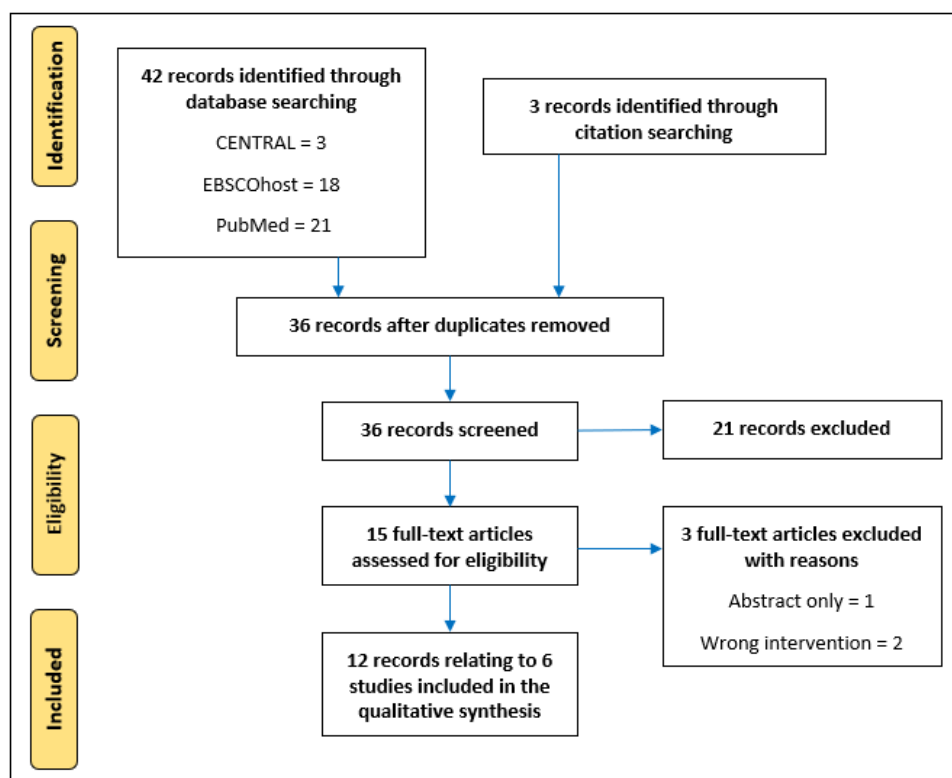 Identification
42 records identified through
database searching
CENTRAL = 3
EBSCOhost = 18
PubMed = 21
3 records identified through
citation searching
Screening
36 records after duplicates removed
36 records screened
21 records excluded
Eligibility
15 full-text articles
assessed for eligibility
3 full-text articles excluded
with reasons
Abstract only = 1
Wrong intervention = 2
Included
12 records relating to 6
studies included in the
qualitative synthesis